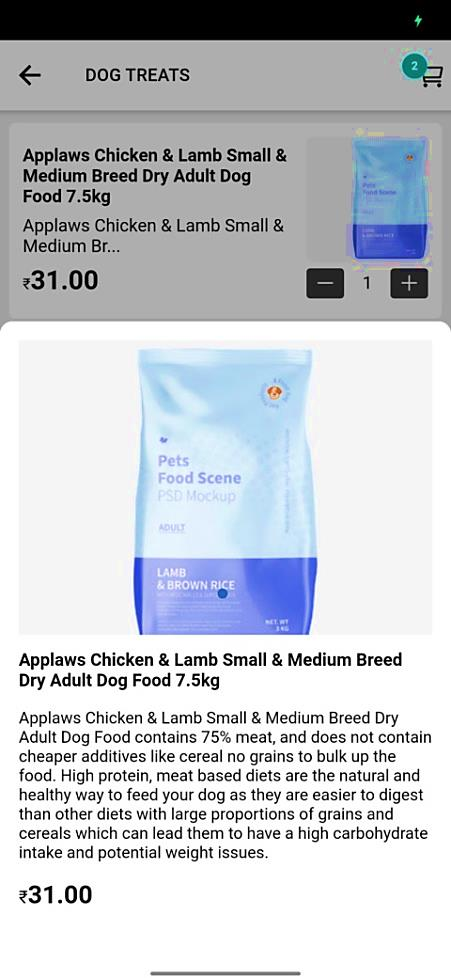 2
DOG TREATS
Applaws Chicken & Lamb Small &
Medium Breed Dry Adult Dog
Food 7.5kg
Applaws Chicken & Lamb Small &
Medium Br...
₹31.00
1
Pets
Food Scene
Pets
Food Scene
PSD Mockup
ADULT
LAMB
& BROWN RICE
NET. WT
3 KG
Applaws Chicken & Lamb Small & Medium Breed
Dry Adult Dog Food 7.5kg
Applaws Chicken & Lamb Small & Medium Breed Dry
Adult Dog Food contains 75% meat, and does not contain
cheaper additives like cereal no grains to bulk up the
food. High protein, meat based diets are the natural and
healthy way to feed your dog as they are easier to digest
than other diets with large proportions of grains and
cereals which can lead them to have a high carbohydrate
intake and potential weight issues.
₹31.00